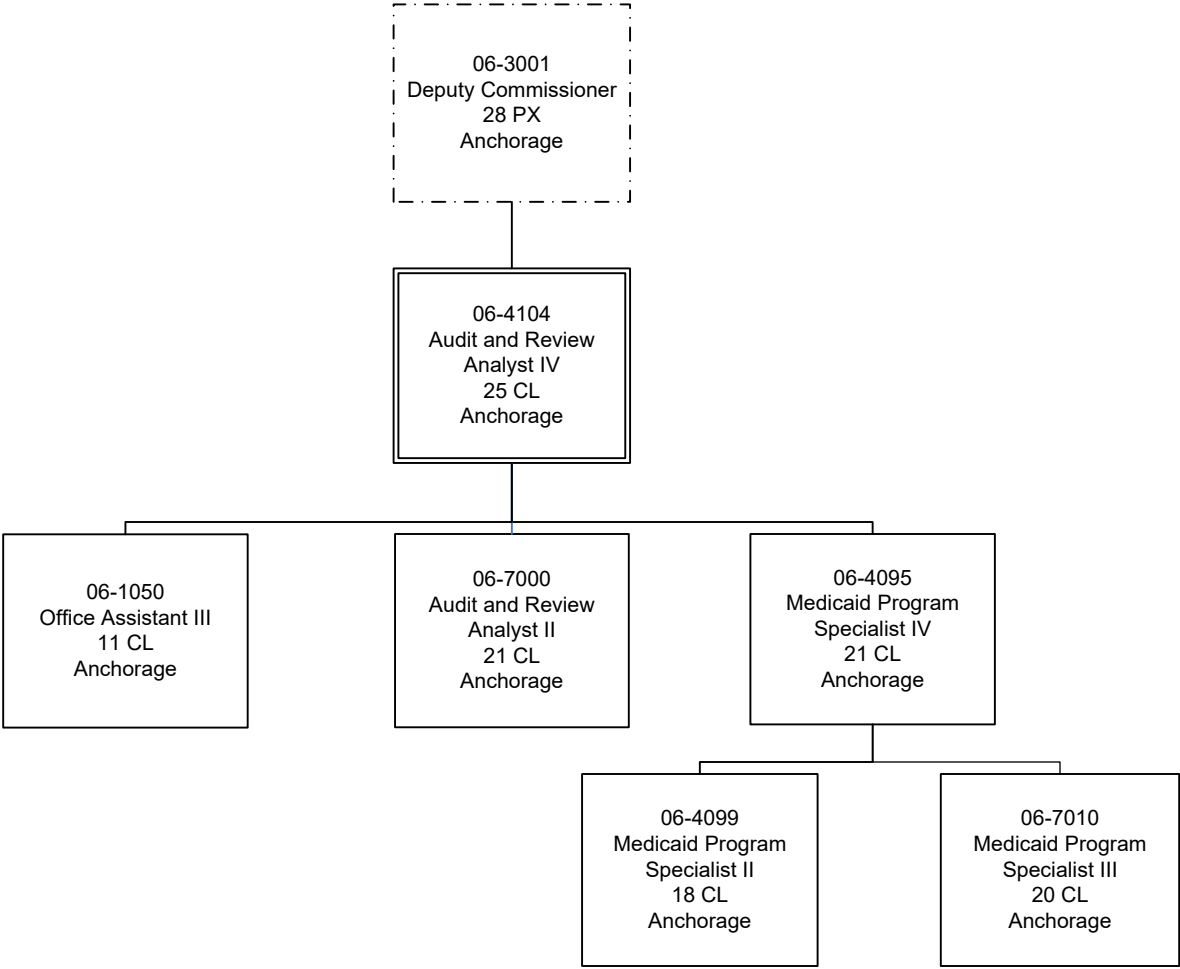 06-3001
Deputy Commissioner
28 PX
Anchorage
06-4104
Audit and Review
Analyst IV
25 CL
Anchorage
06-1050
Office Assistant III
11 CL
Anchorage
06-7000
Audit and Review
Analyst II
21 CL
Anchorage
06-4095
Medicaid Program
Specialist IV
21 CL
Anchorage
06-4099
Medicaid Program
Specialist II
18 CL
Anchorage
06-7010
Medicaid Program
Specialist III
20 CL
Anchorage